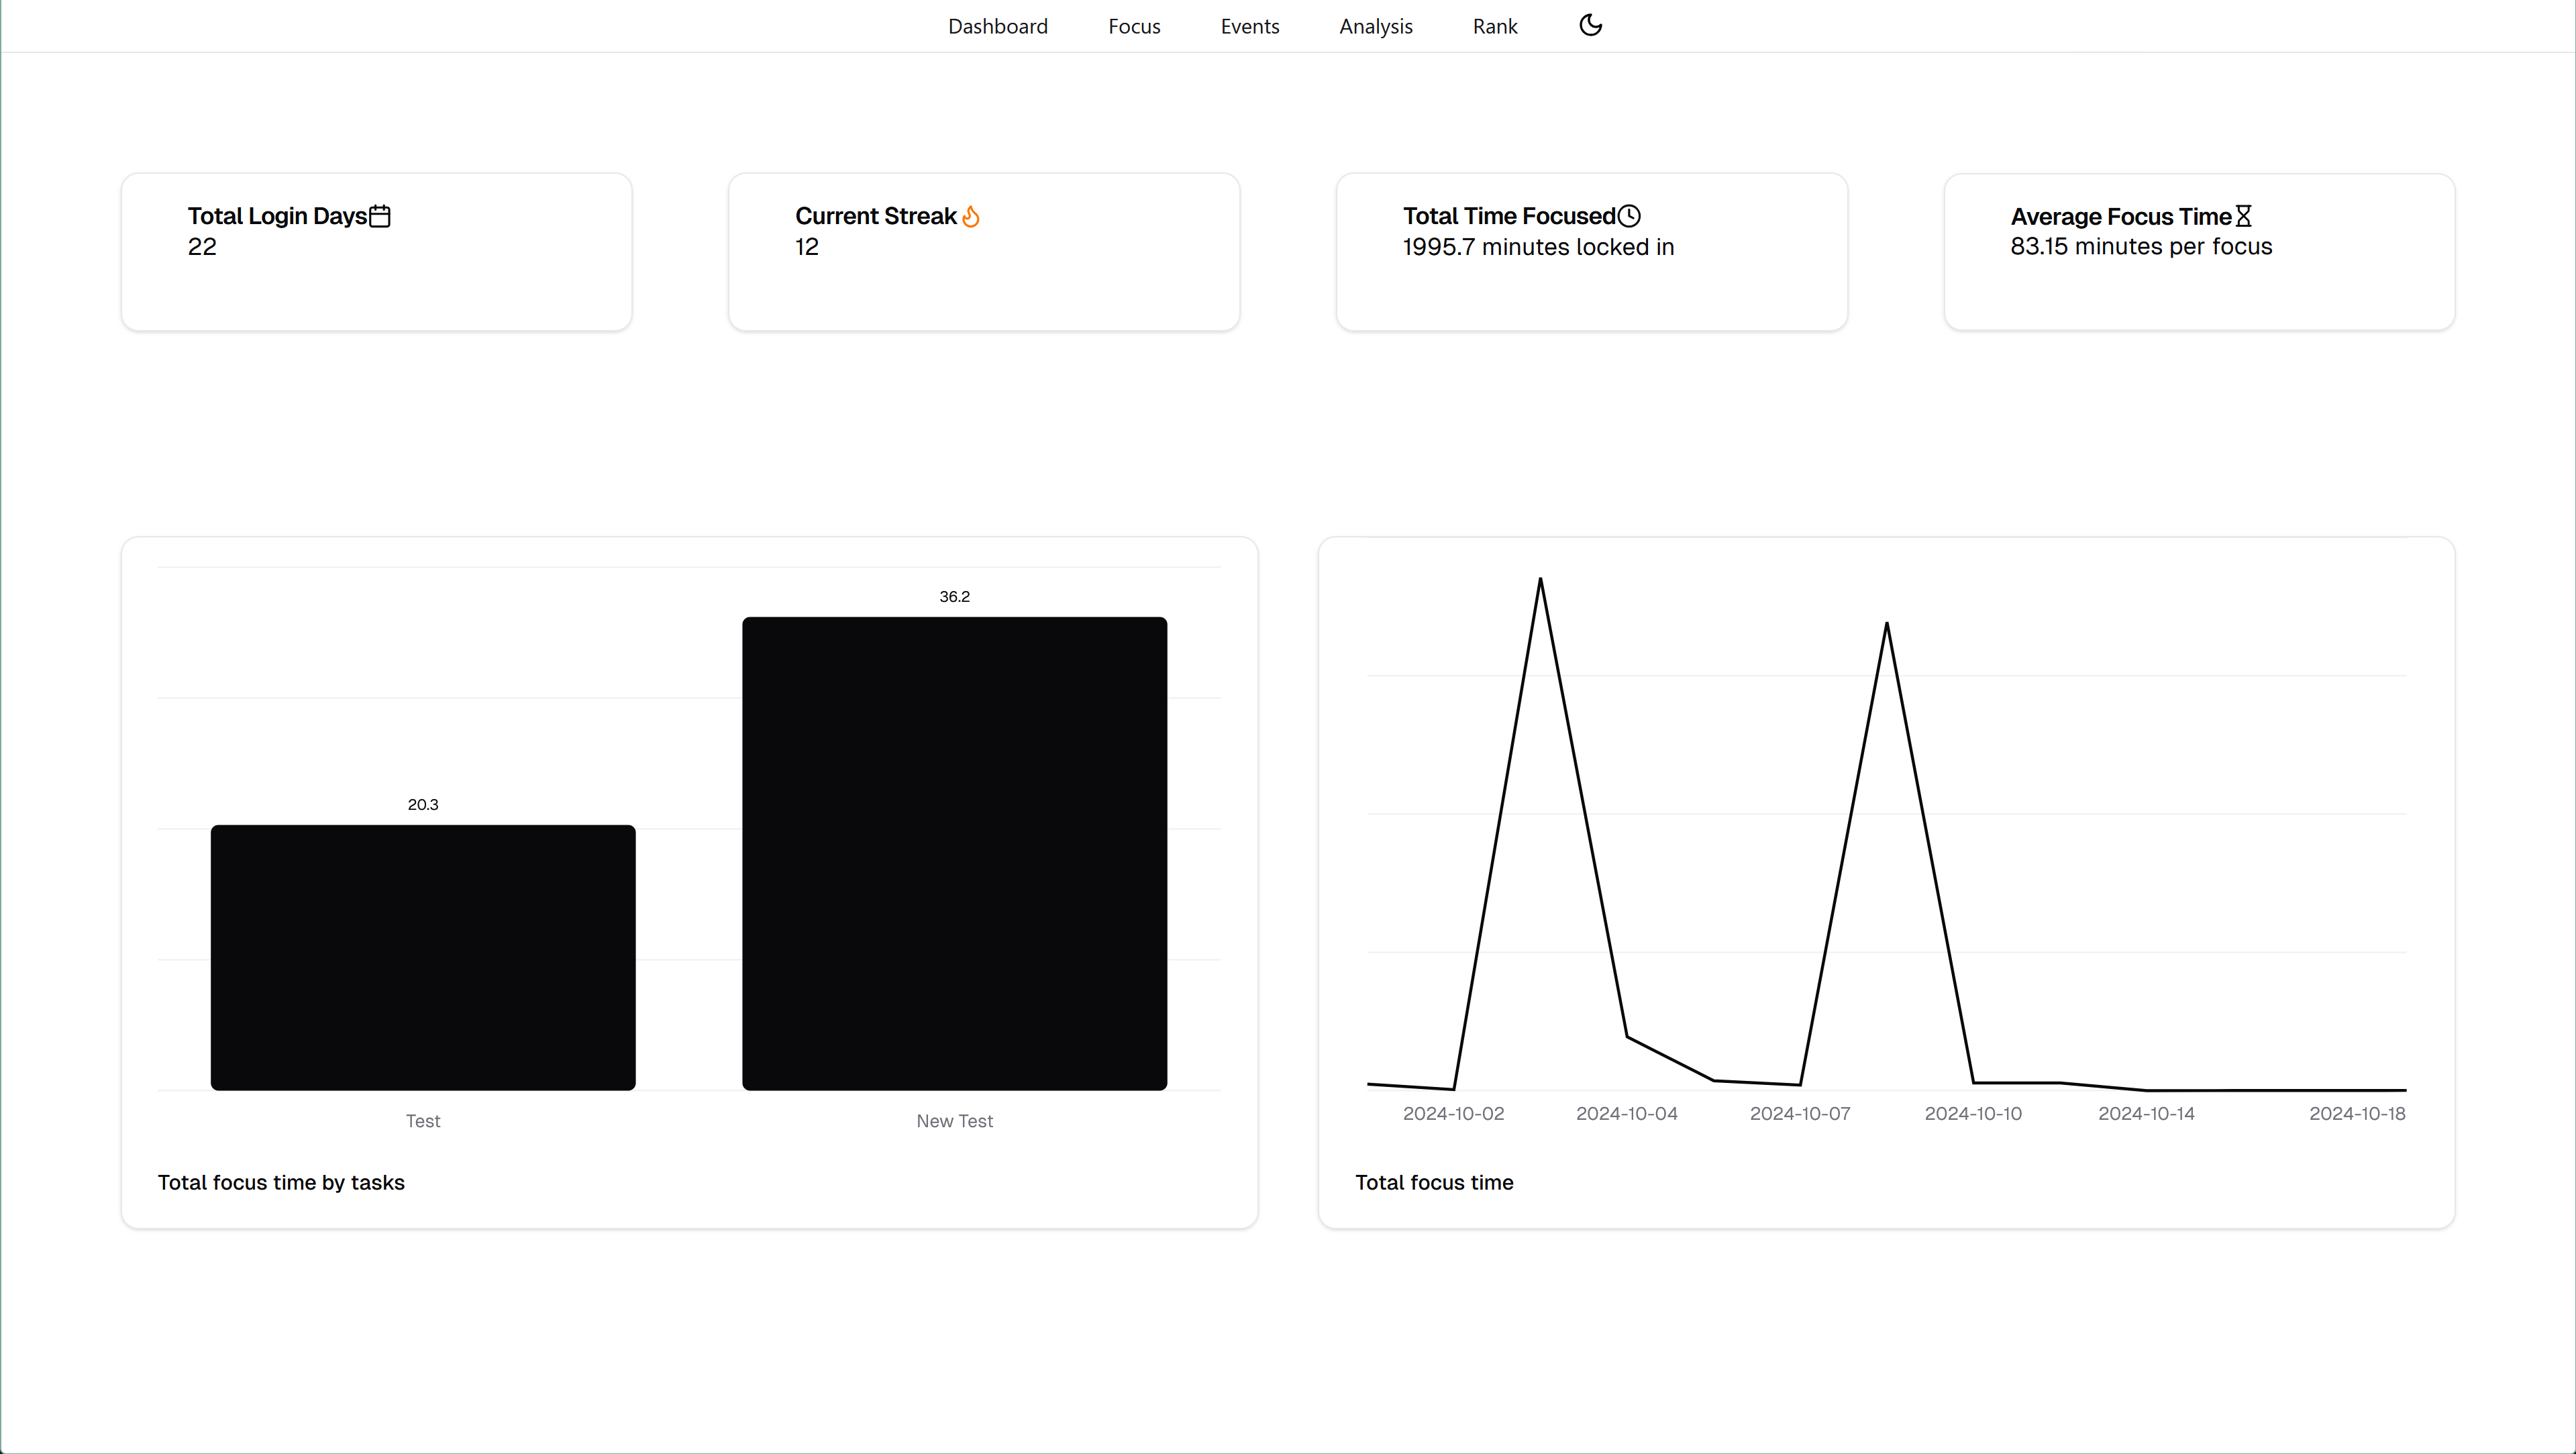 Dashboard Focus Events Analysis Rank
Total Login Days
22
Current Streak
12
Total Time Focused
1995.7 minutes locked in
Average Focus Time
83.15 minutes per focus
36.2
20.3
Test New Test
Total focus time by tasks
2024-10-02 2024-10-04 2024-10-07 2024-10-10 2024-10-14 2024-10-18
Total focus time